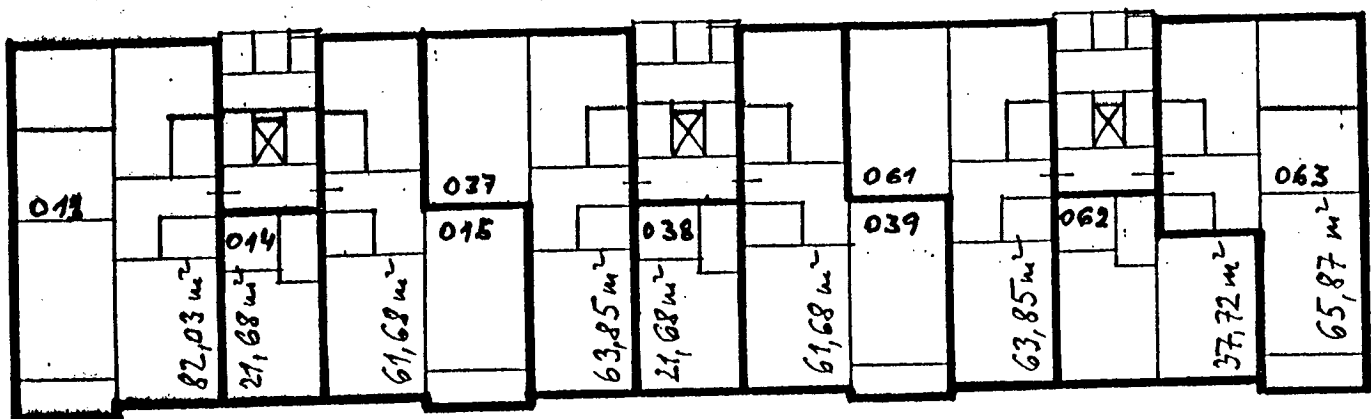 037
061
063
014
015
038
039
062
82,03 m²
21,68 m²
61,68 m²
63,85 m²
21,68 m²
61,68 m²
63,85 m²
37,72 m²
65,87 m²